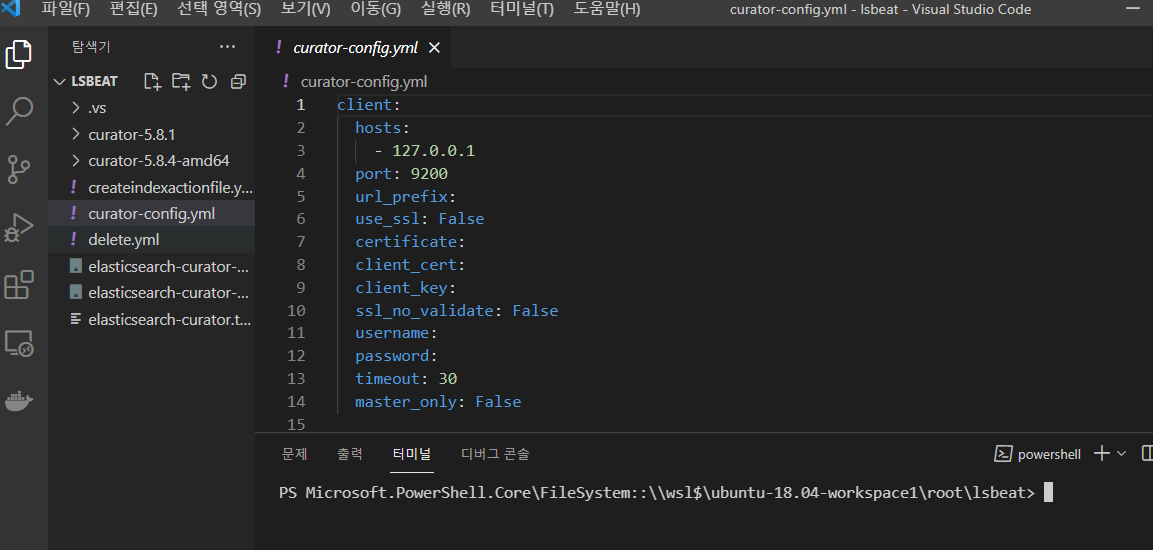 파일(F) 편집(E) 선택 영역(S) 보기(V) 이동(G) 실행(R) 터미널(T) 도움말(H) curator-config.yml - lsbeat - Visual Studio Code
탐색기 ...
LSBEAT
.vs
curator-5.8.1
curator-5.8.4-amd64
! createindexactionfile.y...
! curator-config.yml
! delete.yml
elasticsearch-curator-...
elasticsearch-curator-...
elasticsearch-curator.t...
! curator-config.yml
! curator-config.yml
1 client:
2 hosts:
3 - 127.0.0.1
4 port: 9200
5 url_prefix:
6 use_ssl: False
7 certificate:
8 client_cert:
9 client_key:
10 ssl_no_validate: False
11 username:
12 password:
13 timeout: 30
14 master_only: False
15
문제 출력 터미널 디버그 콘솔 powershell
PS Microsoft.PowerShell.Core\FileSystem::\\wsl$\ubuntu-18.04-workspace1\root\lsbeat>